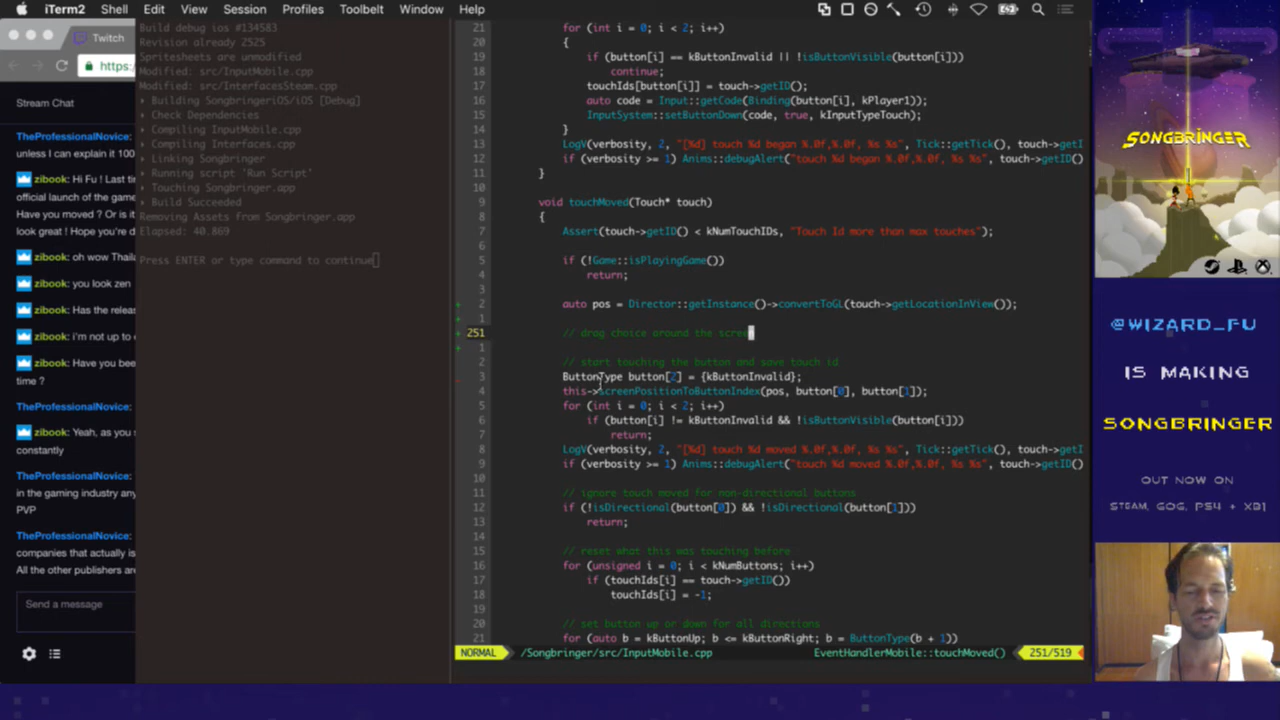 iTerm2 Shell Edit View Session Profiles Toolbelt Window Help
Twitch
https:
Stream Chat
TheProfessionalNovice:
unless I can explain it 100
zibook: Hi Fu ! Last ti
official launch of the game
Have you moved ? Or is it
look great ! Hope you're d
zibook: oh wow Thaila
zibook: you look zen
zibook: Has the releas
zibook: i'm not up to
zibook: Have you bee
time ?
TheProfessionalNovice:
zibook: Yeah, as you s
constantly
TheProfessionalNovice:
in the gaming industry any
PVP
TheProfessionalNovice:
companies that actually is
All the other publishers are
Send a message
Build debug ios #134583
Revision already 2525
Spritesheets are unmodified
Modified: src/InputMobile.cpp
Modified: src/InterfacesSteam.cpp
Building SongbringeriOS/iOS [Debug]
Check Dependencies
Compiling InputMobile.cpp
Compiling Interfaces.cpp
Linking Songbringer
Running script 'Run Script'
Touching Songbringer.app
Build Succeeded
Removing Assets from Songbringer.app
Elapsed: 40.869
Press ENTER or type command to continue
21 for (int i = 0; i < 2; i++)
20 {
19 if (button[i] == kButtonInvalid || !isButtonVisible(button[i]))
18 continue;
17 touchIds[button[i]] = touch->getID();
16 auto code = Input::getCode(Binding(button[i], kPlayer1));
15 InputSystem::setButtonDown(code, true, kInputTypeTouch);
14 }
13 LogV(verbosity, 2, "[%d] touch %d began %.0f,%.0f, %s %s", Tick::getTick(), touch->getI
12 if (verbosity >= 1) Anims::debugAlert("touch %d began %.0f,%.0f, %s %s", touch->getID()
11 }
10
9 void touchMoved(Touch* touch)
8 {
7 Assert(touch->getID() < kNumTouchIDs, "Touch Id more than max touches");
6
5 if (!Game::isPlayingGame())
4 return;
3
2 auto pos = Director::getInstance()->convertToGL(touch->getLocationInView());
1
251 // drag choice around the screen
1
2 // start touching the button and save touch id
3 ButtonType button[2] = {kButtonInvalid};
4 this->screenPositionToButtonIndex(pos, button[0], button[1]);
5 for (int i = 0; i < 2; i++)
6 if (button[i] != kButtonInvalid && !isButtonVisible(button[i]))
7 return;
8 LogV(verbosity, 2, "[%d] touch %d moved %.0f,%.0f, %s %s", Tick::getTick(), touch->getI
9 if (verbosity >= 1) Anims::debugAlert("touch %d moved %.0f,%.0f, %s %s", touch->getID()
10
11 // ignore touch moved for non-directional buttons
12 if (!isDirectional(button[0]) && !isDirectional(button[1]))
13 return;
14
15 // reset what this was touching before
16 for (unsigned i = 0; i < kNumButtons; i++)
17 if (touchIds[i] == touch->getID())
18 touchIds[i] = -1;
19
20 // set button up or down for all directions
21 for (auto b = kButtonUp; b <= kButtonRight; b = ButtonType(b + 1))
NORMAL /Songbringer/src/InputMobile.cpp EventHandlerMobile::touchMoved() 251/519
SONGBRINGER
@WIZARD_FU
IS MAKING
SONGBRINGER
OUT NOW ON
STEAM, GOG, PS4 + XB1